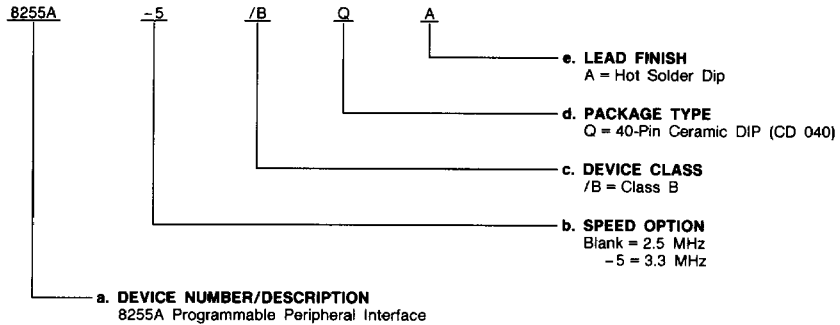 8255A -5 /B Q A
e. LEAD FINISH
A = Hot Solder Dip
d. PACKAGE TYPE
Q = 40-Pin Ceramic DIP (CD 040)
c. DEVICE CLASS
/B = Class B
b. SPEED OPTION
Blank = 2.5 MHz
-5 = 3.3 MHz
a. DEVICE NUMBER/DESCRIPTION
8255A Programmable Peripheral Interface